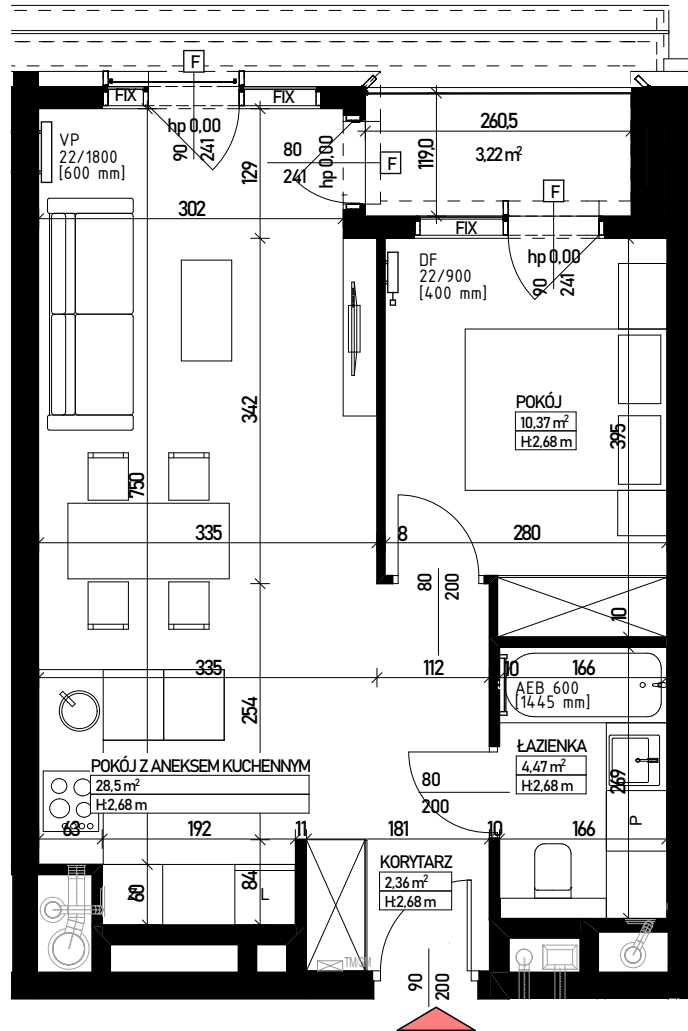 F
FIX
FIX
hp 0,00
90
241
VP
22/1800
[600 mm]
129
80
241
hp 0,00
F
119,0
260,5
3,22 m²
F
302
FIX
hp 0,00
90
241
DF
22/900
[400 mm]
342
750
POKÓJ
10,37 m²
H:2,68 m
395
335
8
280
80
200
10
335
112
10
166
254
AEB 600
[1445 mm]
POKÓJ Z ANEKSEM KUCHENNYM
28,5 m²
H:2,68 m
ŁAZIENKA
4,47 m²
H:2,68 m
269
80
200
P
63
192
11
181
10
166
60
84
L
KORYTARZ
2,36 m²
H:2,68 m
90
200